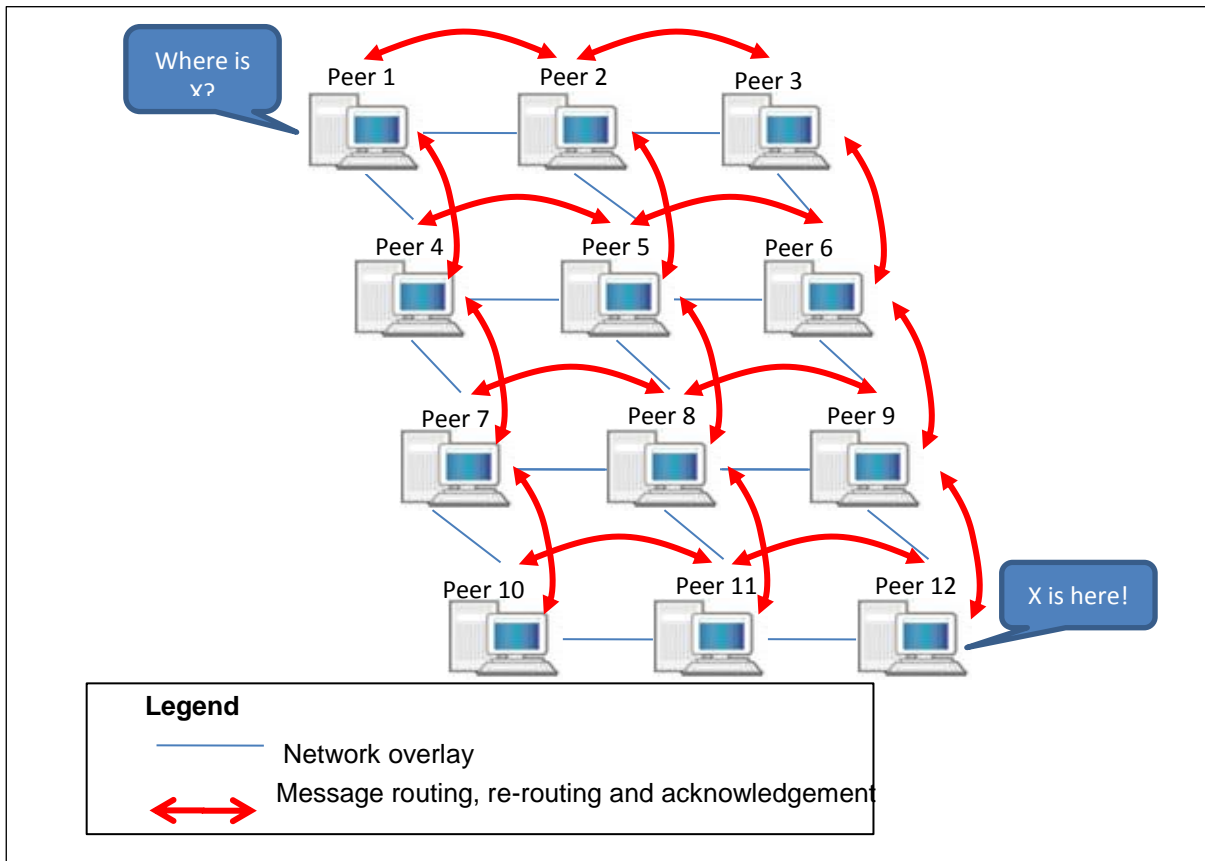 Where is
X?
Peer 1
Peer 2
Peer 3
Peer 4
Peer 5
Peer 6
Peer 7
Peer 8
Peer 9
Peer 10
Peer 11
Peer 12
X is here!
Legend
Network overlay
Message routing, re-routing and acknowledgement